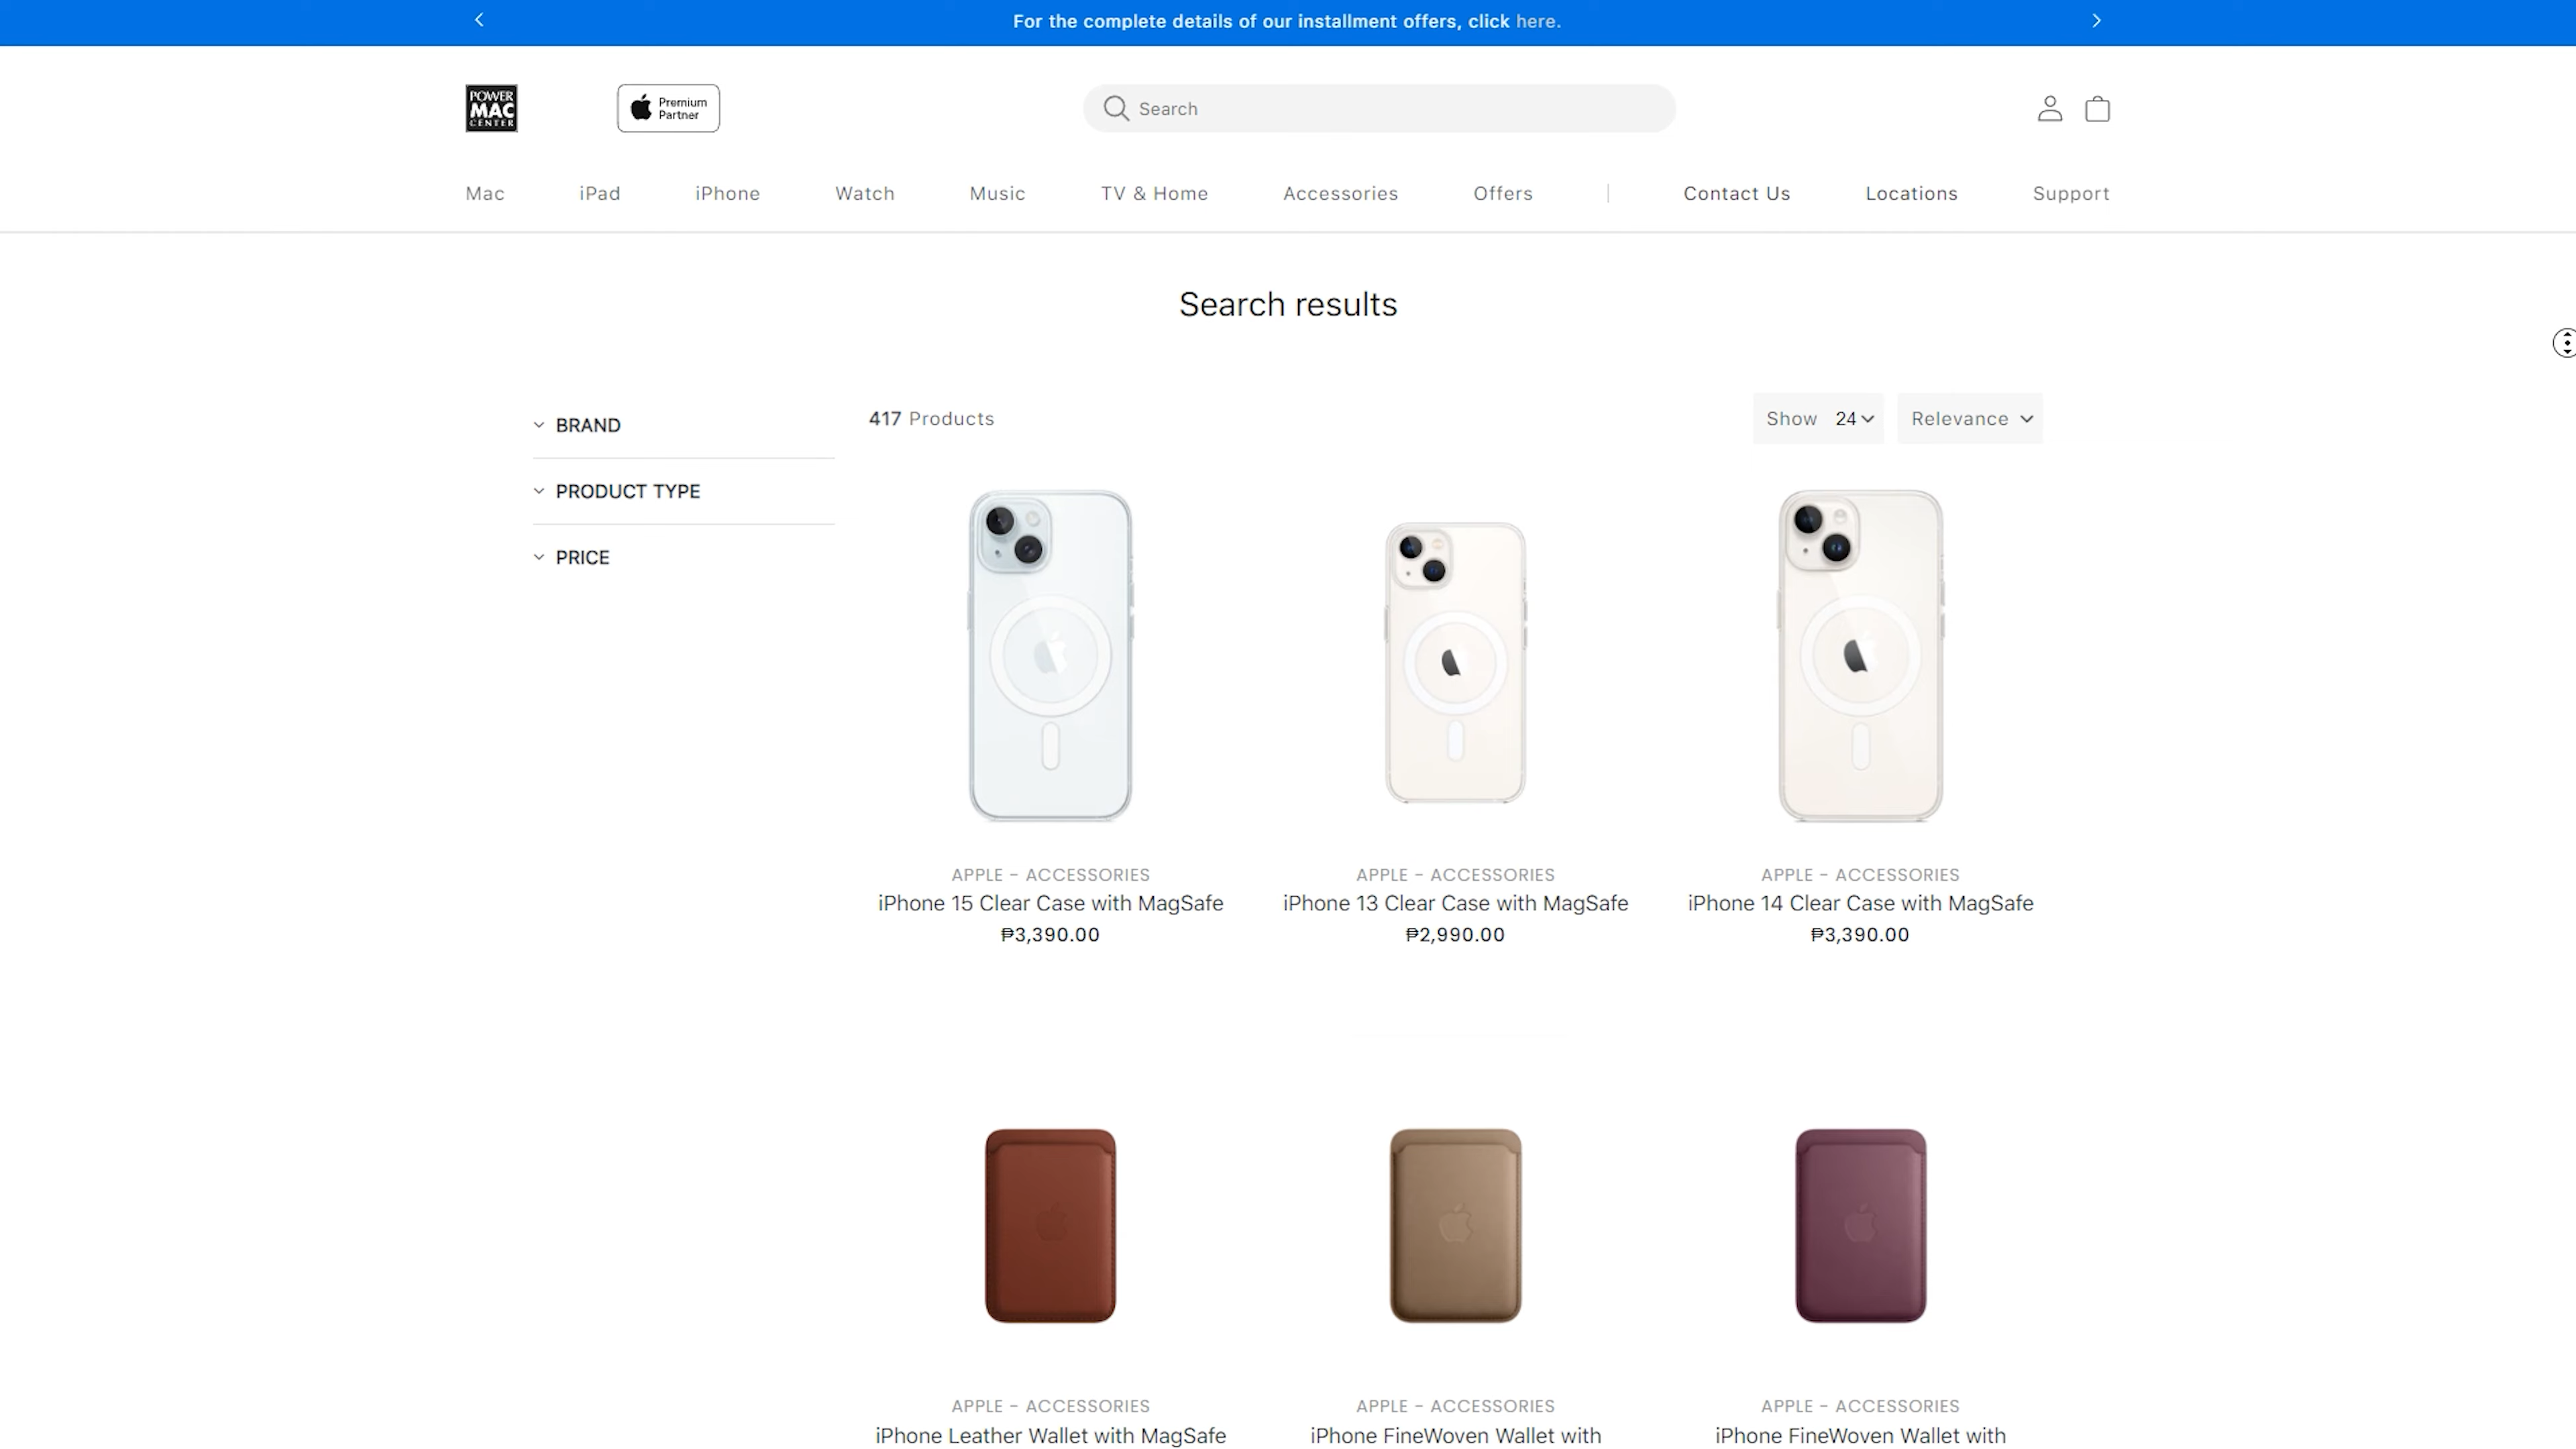 For the complete details of our installment offers, click here.
POWER
MAC
CENTER
Premium
Partner
Search
Mac iPad iPhone Watch Music TV & Home Accessories Offers | Contact Us Locations Support
Search results
BRAND
PRODUCT TYPE
PRICE
417 Products
Show 24
Relevance
APPLE - ACCESSORIES
iPhone 15 Clear Case with MagSafe
₱3,390.00
APPLE - ACCESSORIES
iPhone 13 Clear Case with MagSafe
₱2,990.00
APPLE - ACCESSORIES
iPhone 14 Clear Case with MagSafe
₱3,390.00
APPLE - ACCESSORIES
iPhone Leather Wallet with MagSafe
APPLE - ACCESSORIES
iPhone FineWoven Wallet with
APPLE - ACCESSORIES
iPhone FineWoven Wallet with